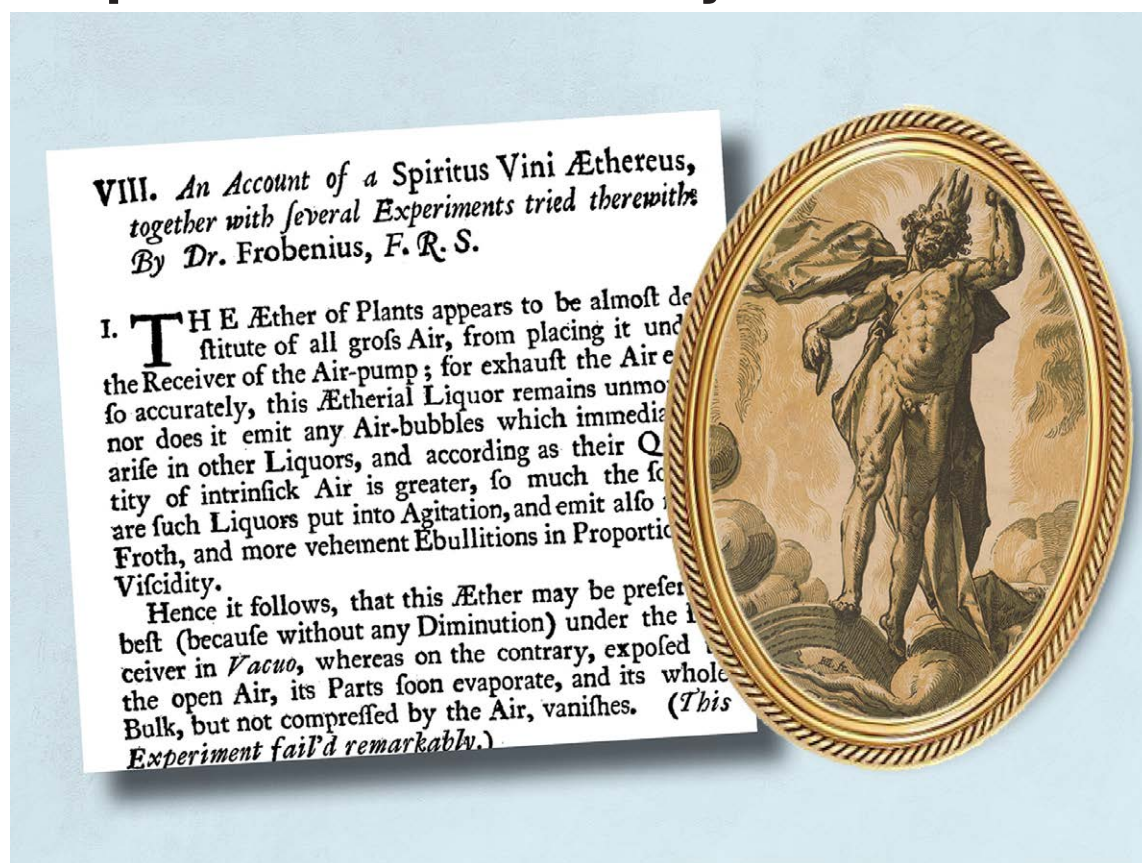 VIII. An Account of a Spiritus Vini Æthereus,
together with ſeveral Experiments tried therewith:
By Dr. Frobenius, F. R. S.
I. THE Æther of Plants appears to be almoſt de
ſtitute of all groſs Air, from placing it und
the Receiver of the Air-pump; for exhauſt the Air e
ſo accurately, this Ætherial Liquor remains unmo
nor does it emit any Air-bubbles which immedia
ariſe in other Liquors, and according as their Q
tity of intrinſick Air is greater, ſo much the ſo
are ſuch Liquors put into Agitation, and emit alſo
Froth, and more vehement Ebullitions in Proportio
Viſcidity.
Hence it follows, that this Æther may be preſer
beſt (becauſe without any Diminution) under the
ceiver in Vacuo, whereas on the contrary, expoſed
the open Air, its Parts ſoon evaporate, and its whole
Bulk, but not compreſſed by the Air, vaniſhes. (This
Experiment fail'd remarkably.)